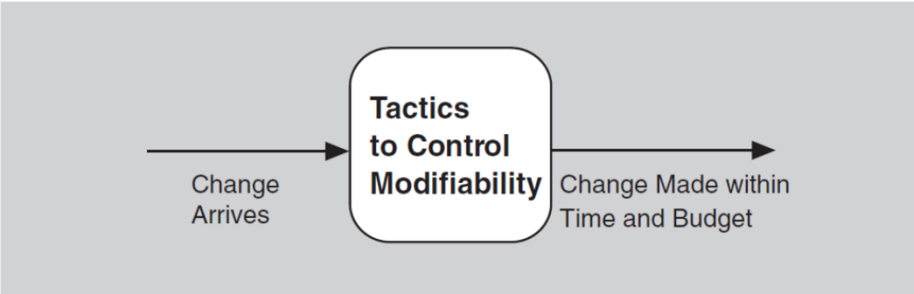 Tactics
to Control
Modifiability
Change
Arrives
Change Made within
Time and Budget